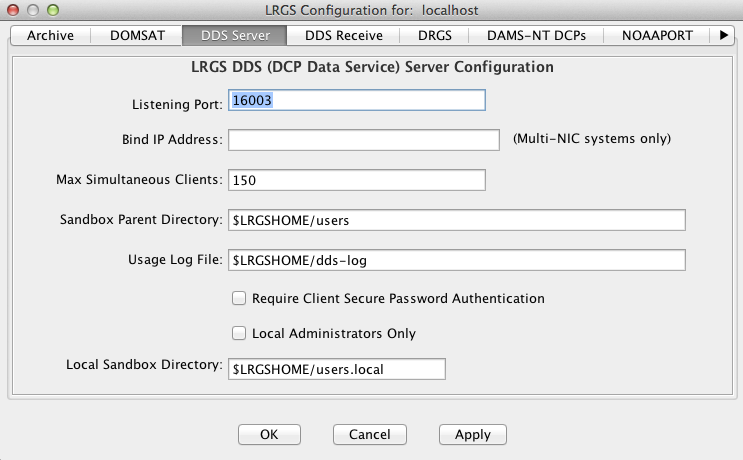 LRGS Configuration for: localhost
Archive DOMSAT DDS Server DDS Receive DRGS DAMS-NT DCPs NOAAPORT
LRGS DDS (DCP Data Service) Server Configuration
Listening Port: 16003
Bind IP Address: (Multi-NIC systems only)
Max Simultaneous Clients: 150
Sandbox Parent Directory: $LRGSHOME/users
Usage Log File: $LRGSHOME/dds-log
Require Client Secure Password Authentication
Local Administrators Only
Local Sandbox Directory: $LRGSHOME/users.local
OK Cancel Apply